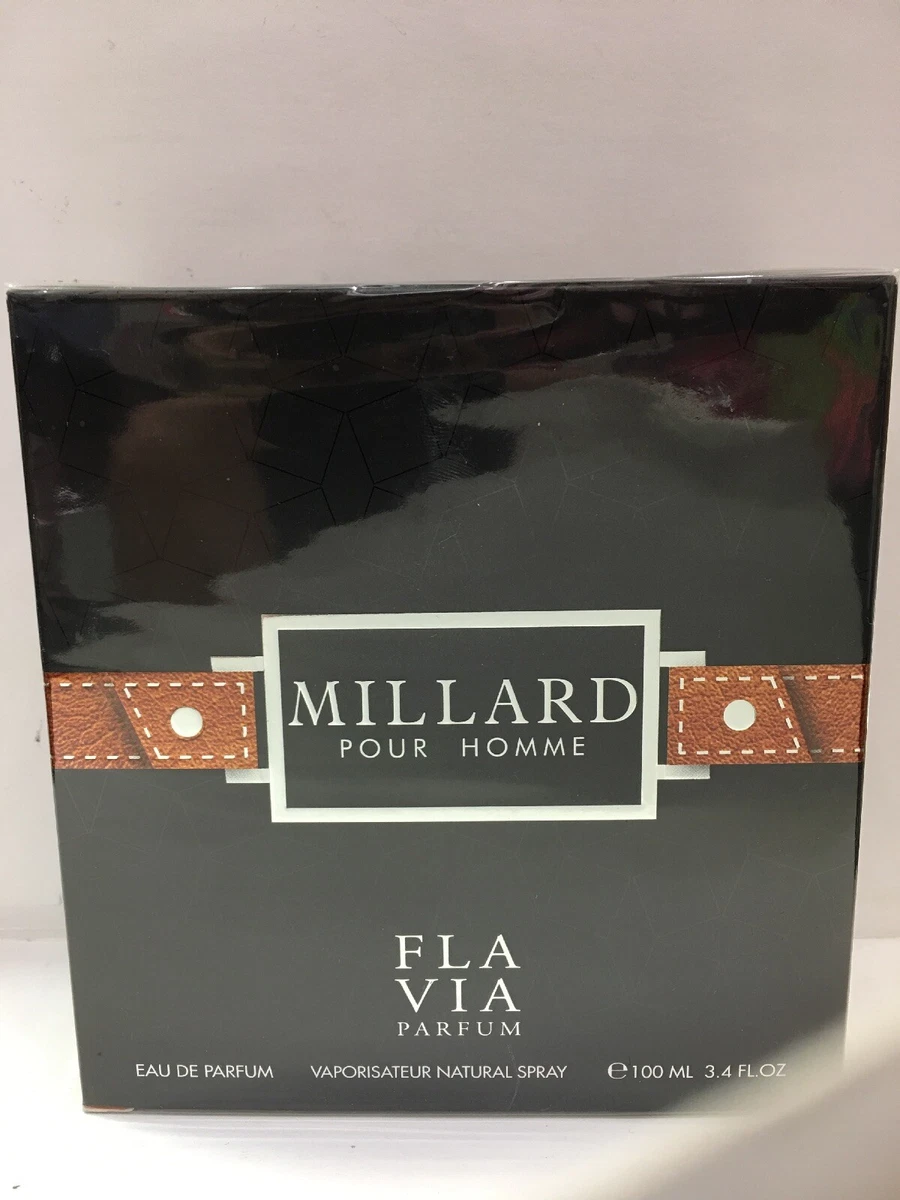 MILLARD
POUR HOMME
FLA
VIA
PARFUM
EAU DE PARFUM VAPORISATEUR NATURAL SPRAY ℮100 ML 3.4 FL.OZ